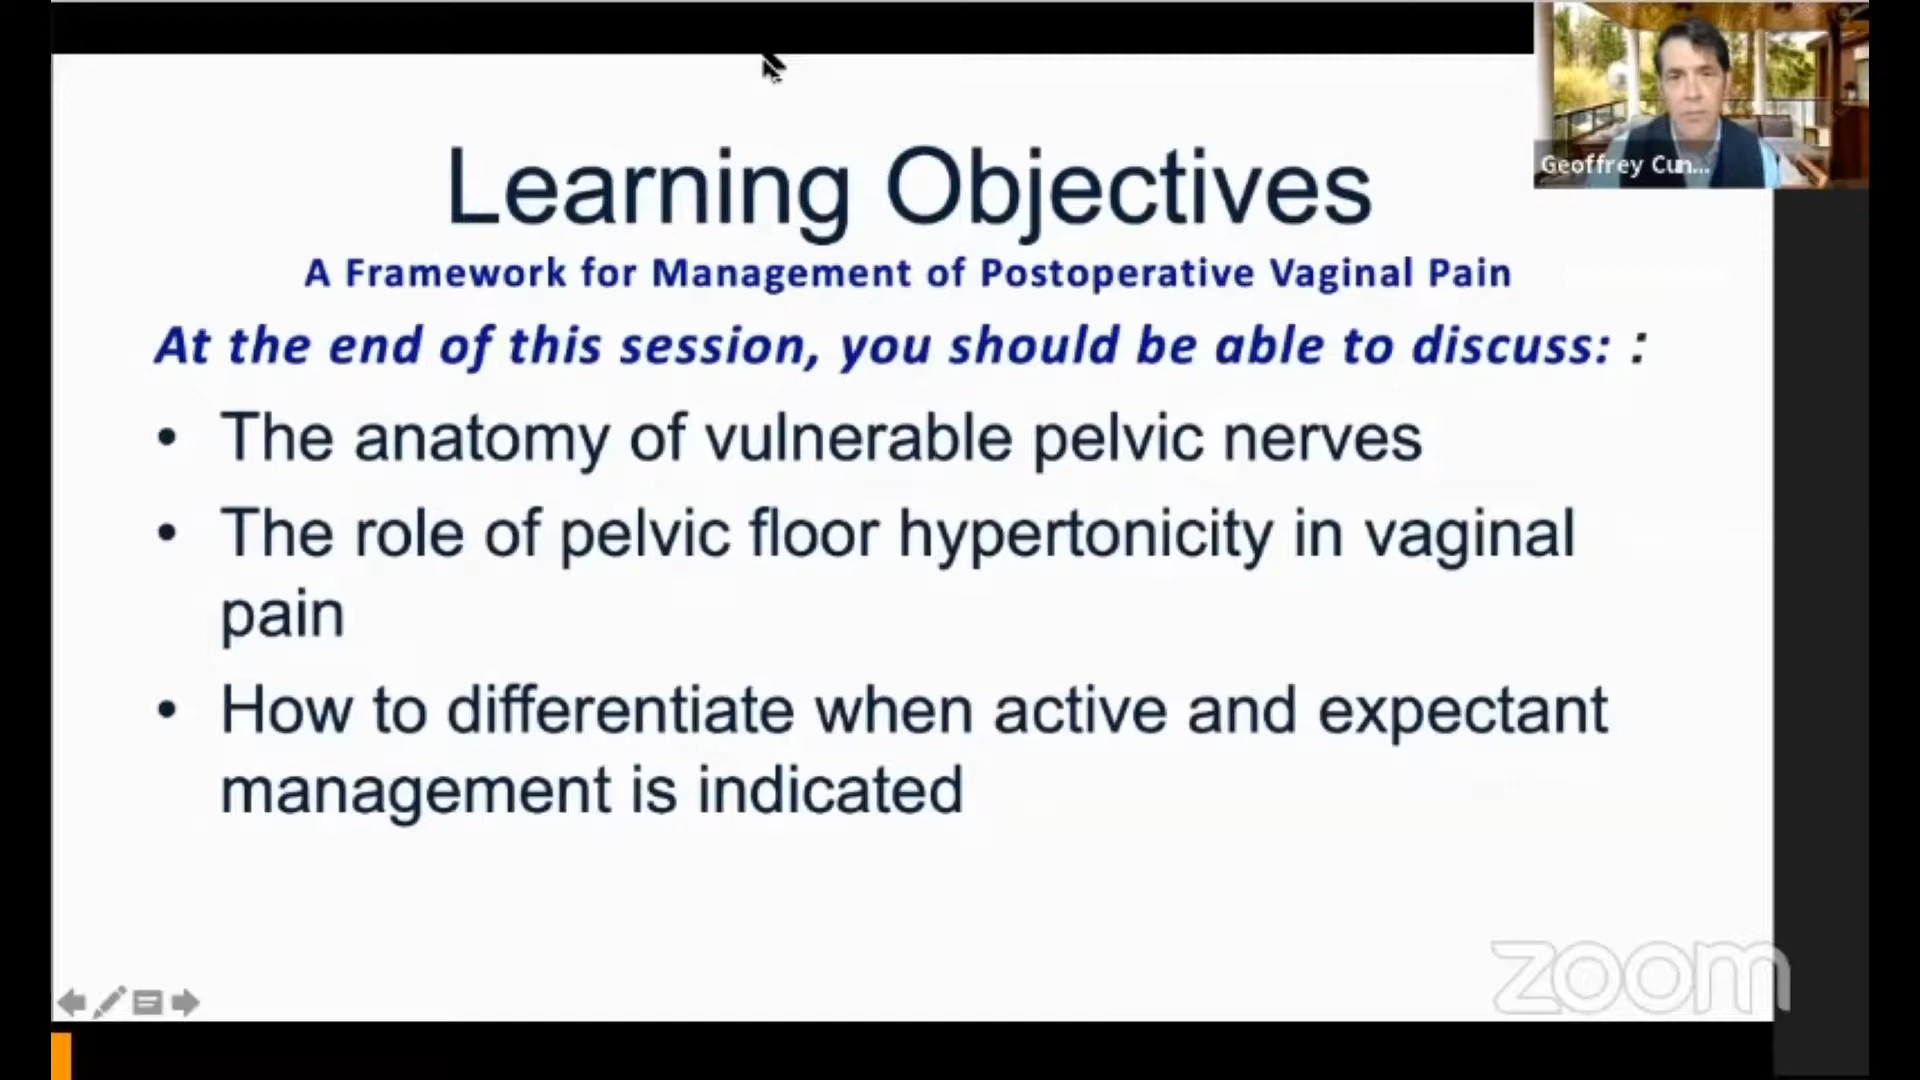 Learning Objectives
A Framework for Management of Postoperative Vaginal Pain
At the end of this session, you should be able to discuss: :
• The anatomy of vulnerable pelvic nerves
• The role of pelvic floor hypertonicity in vaginal
pain
• How to differentiate when active and expectant
management is indicated
Geoffrey Cun...
zoom